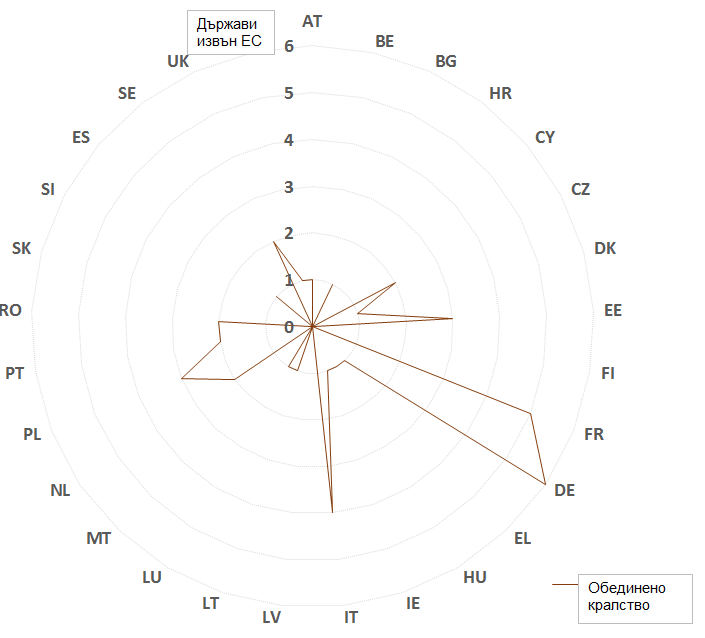 Държави
извън ЕС
AT
BE
BG
HR
CY
CZ
DK
EE
FI
FR
DE
EL
HU
IE
IT
LV
LT
LU
MT
NL
PL
PT
RO
SK
SI
ES
SE
UK
6
5
4
3
2
1
0
Обединено
кралство